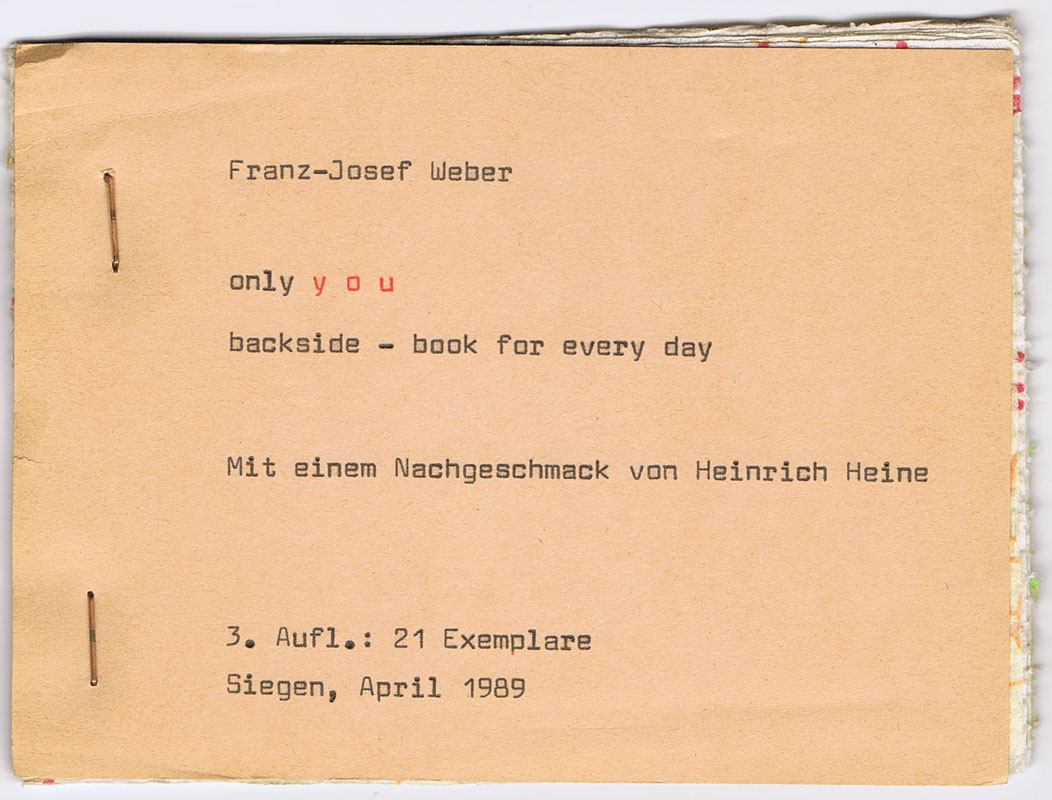 Franz-Josef Weber
only y o u
backside - book for every day
Mit einem Nachgeschmack von Heinrich Heine
3. Aufl.: 21 Exemplare
Siegen, April 1989